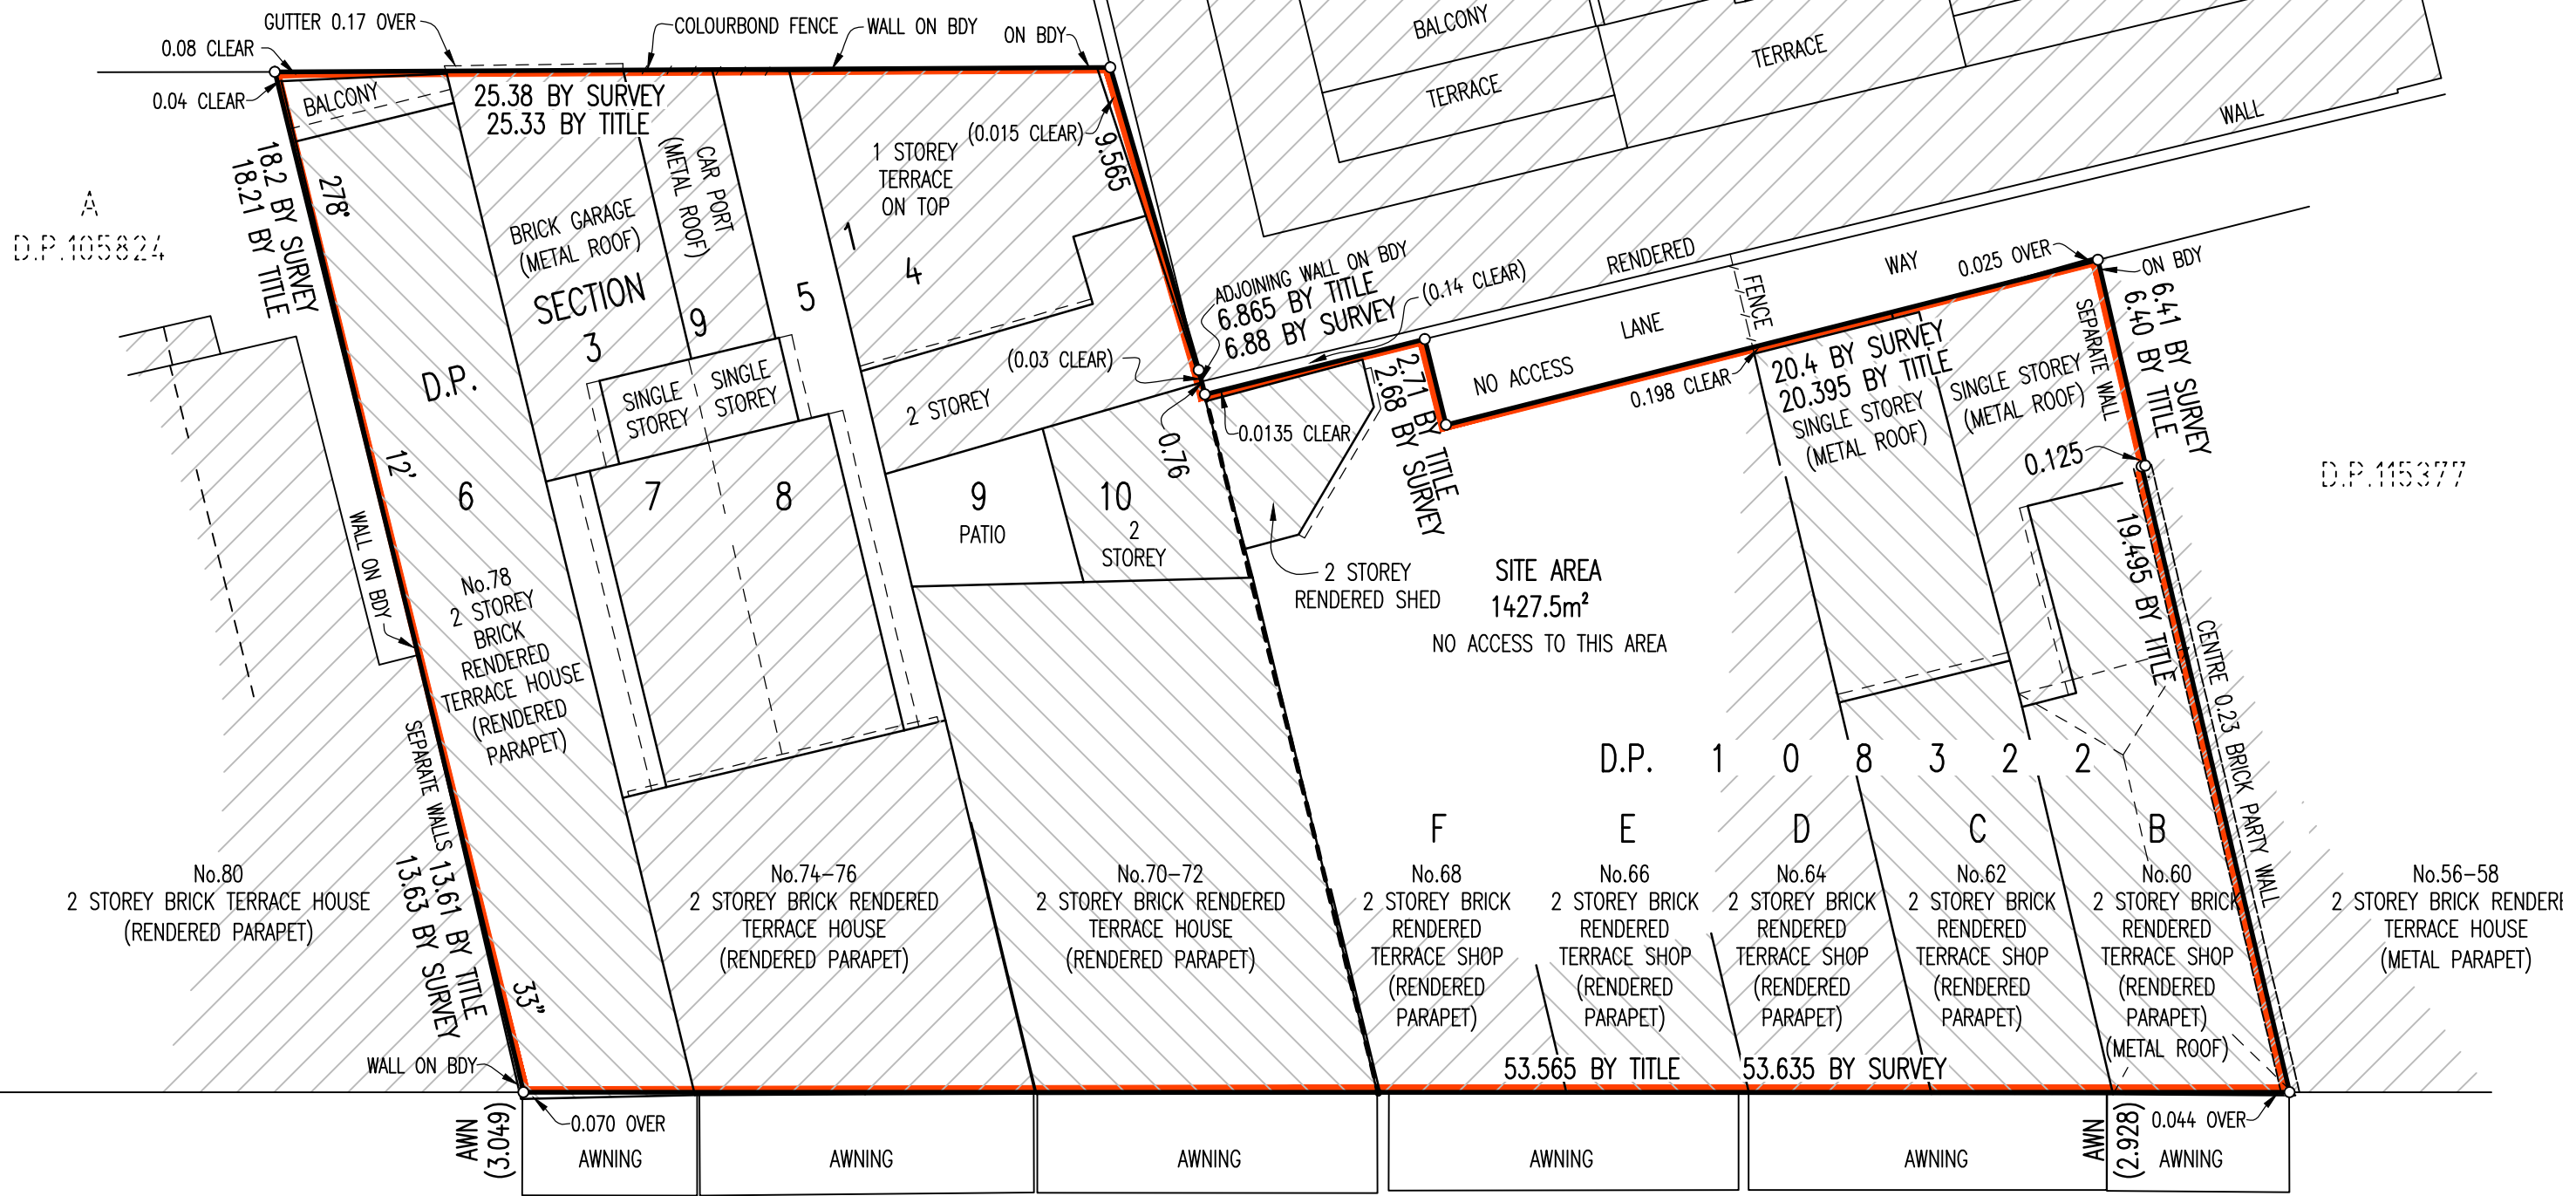 GUTTER 0.17 OVER
0.08 CLEAR
0.04 CLEAR
COLOURBOND FENCE
WALL ON BDY
ON BDY
BALCONY
TERRACE
TERRACE
WALL
BALCONY
25.38 BY SURVEY
25.33 BY TITLE
(0.015 CLEAR)
9.565
1 STOREY
TERRACE
ON TOP
CAR PORT
(METAL ROOF)
18.2 BY SURVEY
18.21 BY TITLE
278°
A
D.P.105824
BRICK GARAGE
(METAL ROOF)
SECTION
1
4
5
3
9
ADJOINING WALL ON BDY
6.865 BY TITLE
6.88 BY SURVEY
(0.14 CLEAR)
RENDERED
WAY
0.025 OVER
ON BDY
FENCE
LANE
NO ACCESS
0.198 CLEAR
20.4 BY SURVEY
20.395 BY TITLE
SINGLE STOREY
(METAL ROOF)
SINGLE STOREY
(METAL ROOF)
SEPARATE WALL
6.41 BY SURVEY
6.40 BY TITLE
0.125
D.P.115377
(0.03 CLEAR)
2.71 BY TITLE
2.68 BY SURVEY
0.0135 CLEAR
0.76
D.P.
SINGLE
STOREY
SINGLE
STOREY
2 STOREY
12'
6
7
8
9
PATIO
10
2
STOREY
WALL ON BDY
2 STOREY
RENDERED SHED
SITE AREA
1427.5m²
NO ACCESS TO THIS AREA
19.495 BY TITLE
CENTRE 0.23 BRICK PARTY WALL
No.78
2 STOREY
BRICK
RENDERED
TERRACE HOUSE
(RENDERED
PARAPET)
SEPARATE WALLS
13.61 BY TITLE
13.63 BY SURVEY
33"
D.P. 1 0 8 3 2 2
F E D C B
No.80
2 STOREY BRICK TERRACE HOUSE
(RENDERED PARAPET)
No.74-76
2 STOREY BRICK RENDERED
TERRACE HOUSE
(RENDERED PARAPET)
No.70-72
2 STOREY BRICK RENDERED
TERRACE HOUSE
(RENDERED PARAPET)
No.68
2 STOREY BRICK
RENDERED
TERRACE SHOP
(RENDERED
PARAPET)
No.66
2 STOREY BRICK
RENDERED
TERRACE SHOP
(RENDERED
PARAPET)
No.64
2 STOREY BRICK
RENDERED
TERRACE SHOP
(RENDERED
PARAPET)
No.62
2 STOREY BRICK
RENDERED
TERRACE SHOP
(RENDERED
PARAPET)
No.60
2 STOREY BRICK
RENDERED
TERRACE SHOP
(RENDERED
PARAPET)
(METAL ROOF)
No.56-58
2 STOREY BRICK RENDERE
TERRACE HOUSE
(METAL PARAPET)
WALL ON BDY
53.565 BY TITLE
53.635 BY SURVEY
AWN
(3.049)
0.070 OVER
AWN
(2.928)
0.044 OVER
AWNING
AWNING
AWNING
AWNING
AWNING
AWNING